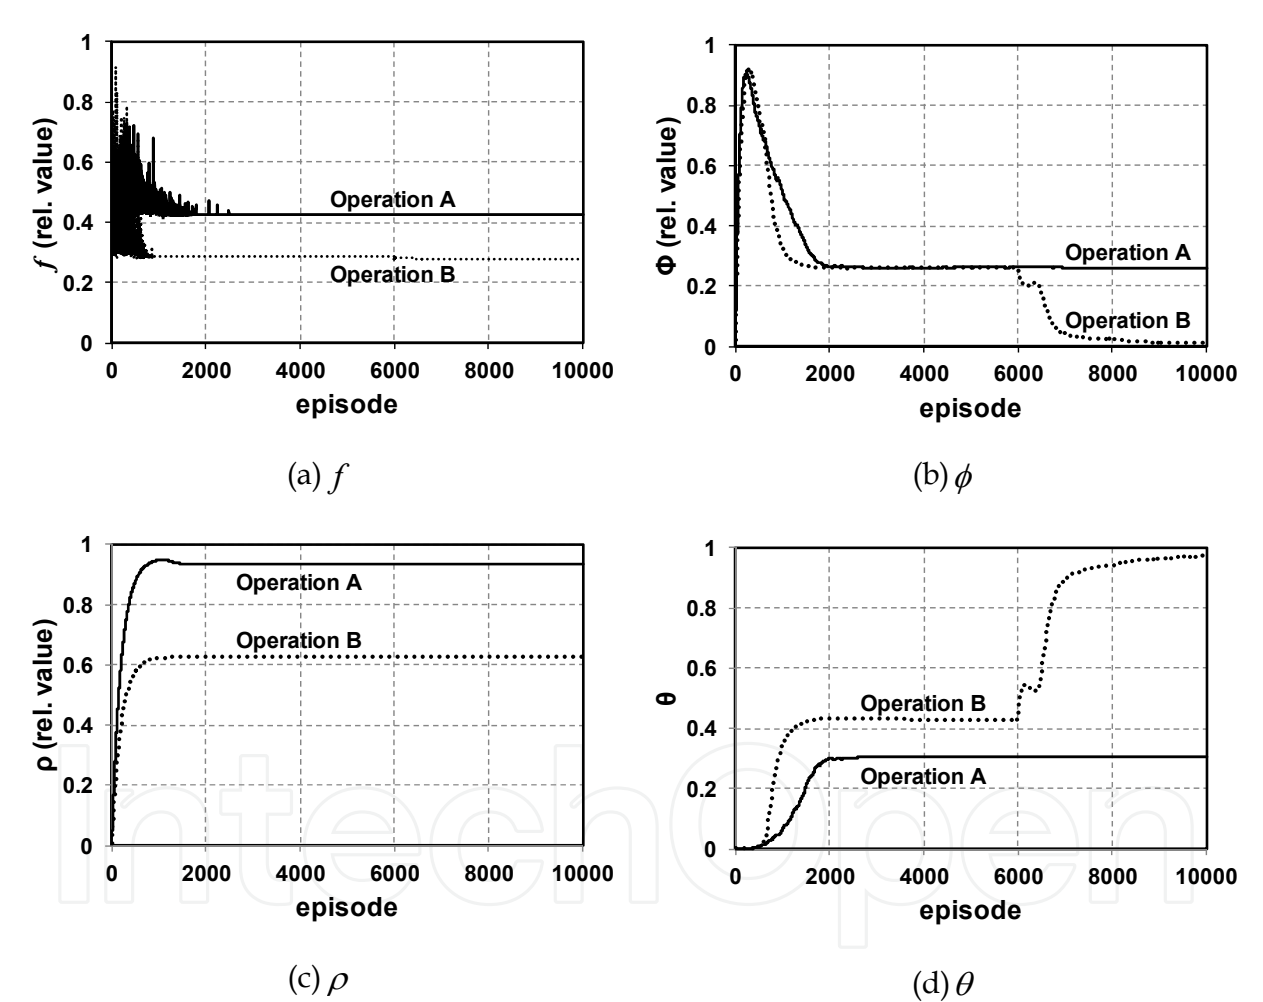 1
0.8
0.6
0.4
0.2
0
f (rel. value)
Operation A
Operation B
0 2000 4000 6000 8000 10000
episode
(a) f
1
0.8
0.6
0.4
0.2
0
Φ (rel. value)
Operation A
Operation B
0 2000 4000 6000 8000 10000
episode
(b) ϕ
1
0.8
0.6
0.4
0.2
0
ρ (rel. value)
Operation A
Operation B
0 2000 4000 6000 8000 10000
episode
(c) ρ
1
0.8
0.6
0.4
0.2
0
θ
Operation B
Operation A
0 2000 4000 6000 8000 10000
episode
(d) θ
IntechOpen